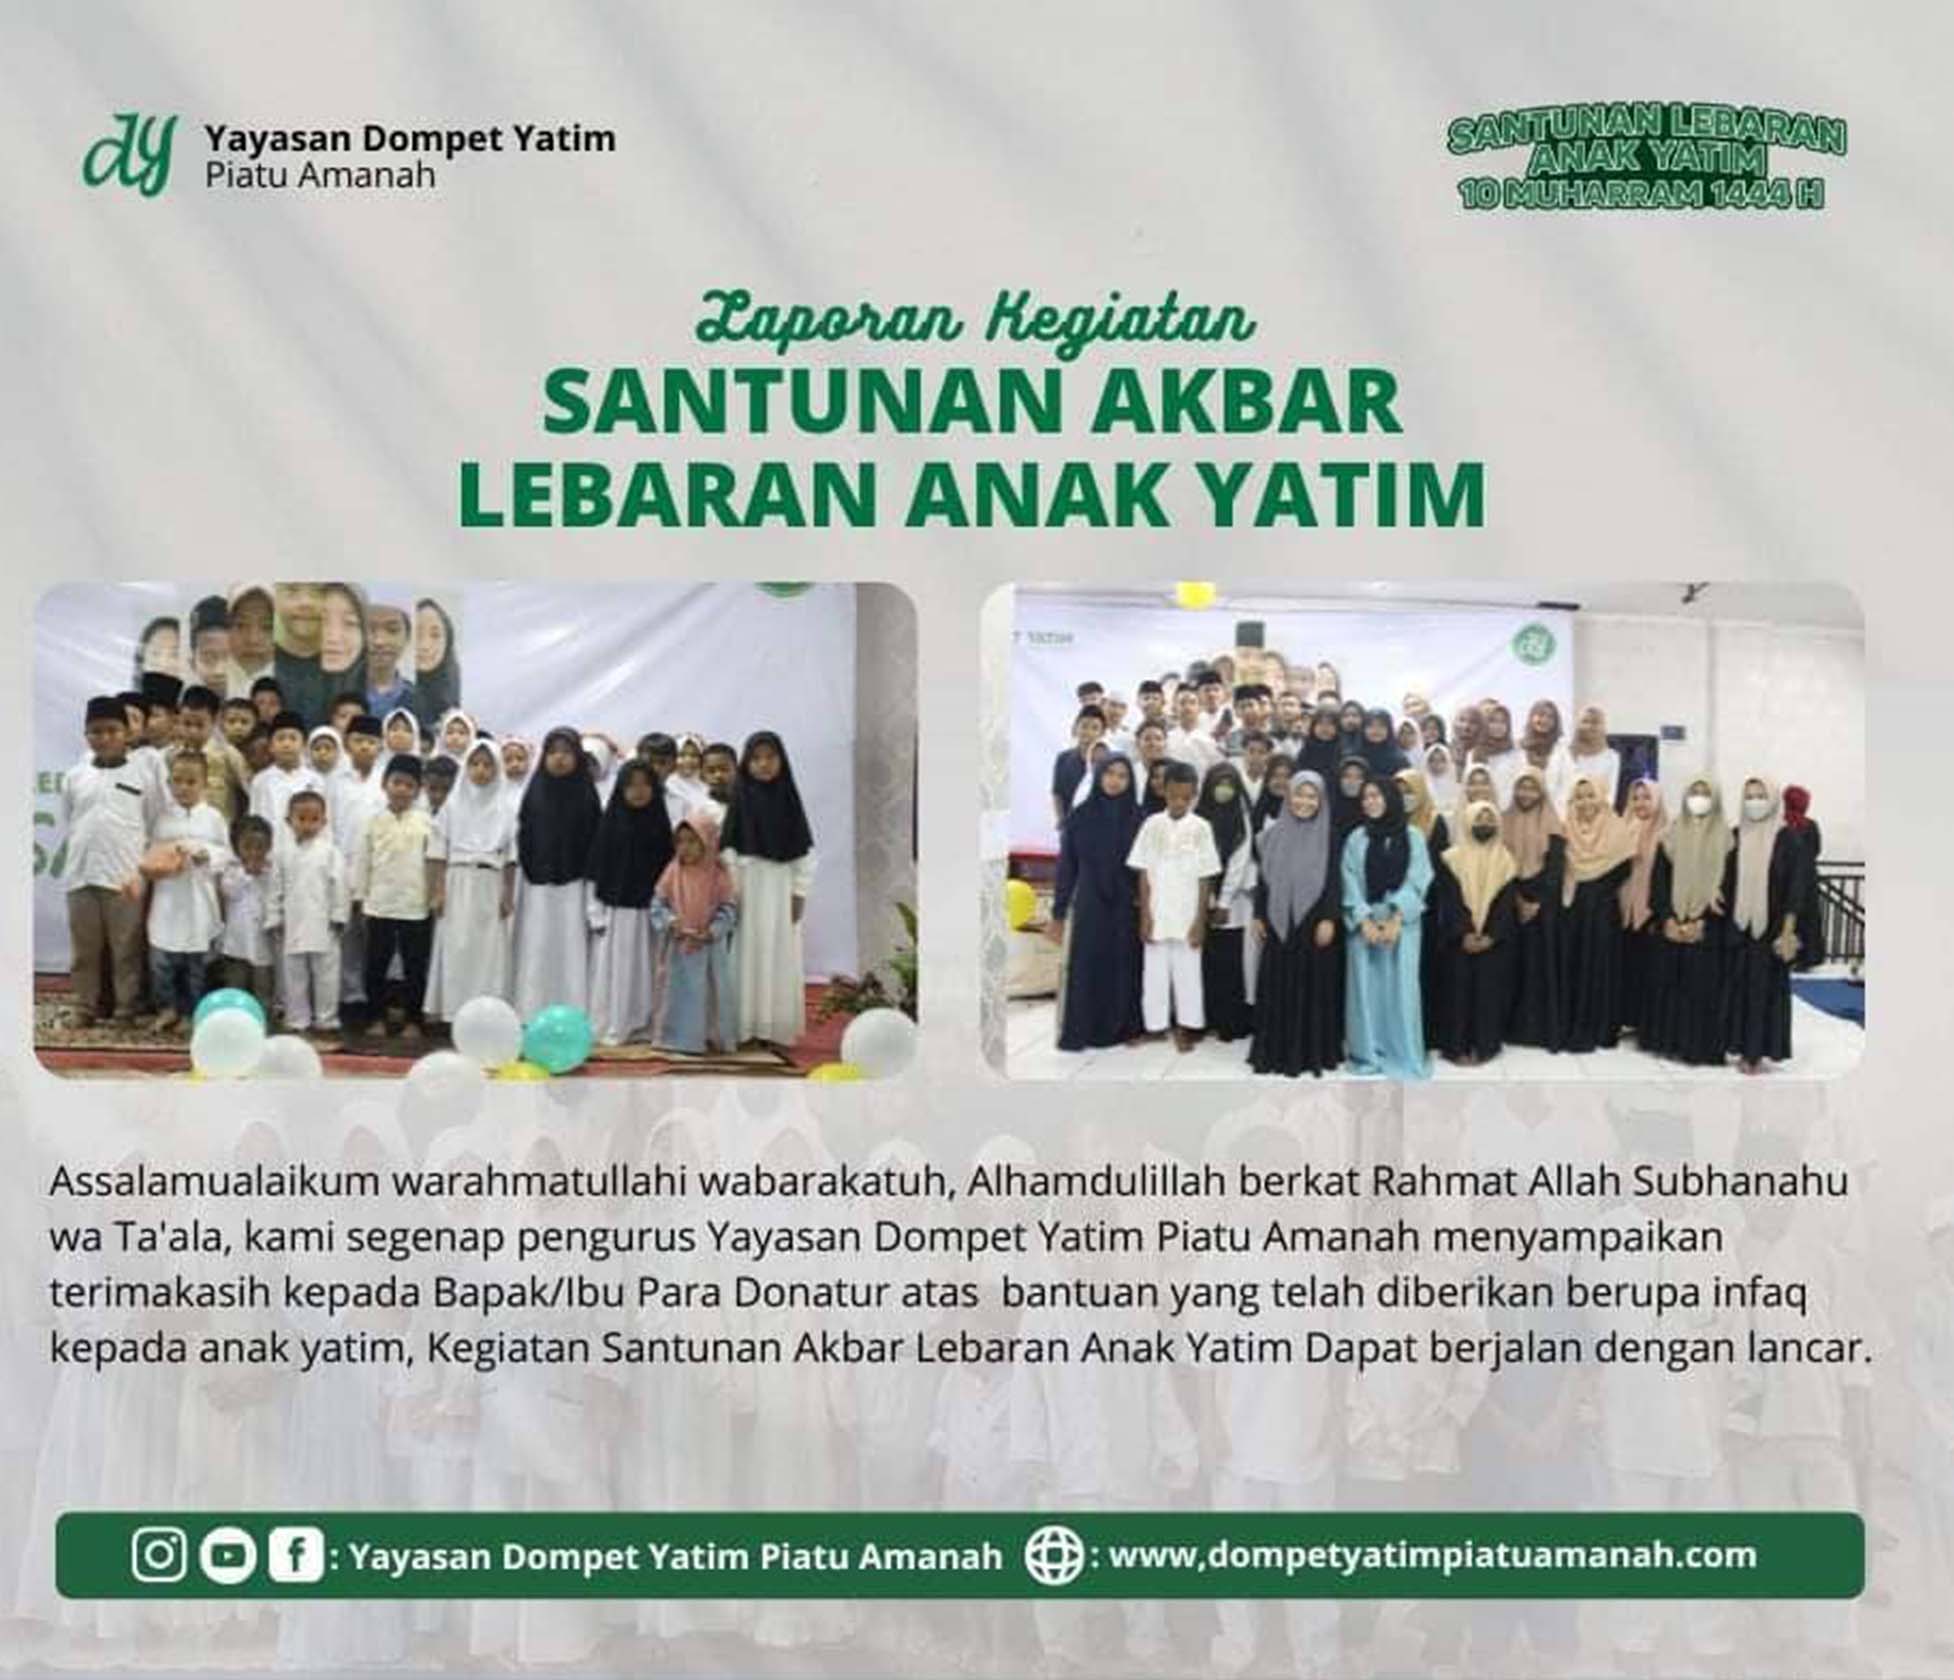 Yayasan Dompet Yatim
Piatu Amanah
SANTUNAN LEBARAN
ANAK YATIM
10 MUHARRAM 1444 H
Laporan Kegiatan
SANTUNAN AKBAR
LEBARAN ANAK YATIM
T YATIM
Assalamualaikum warahmatullahi wabarakatuh, Alhamdulillah berkat Rahmat Allah Subhanahu
wa Ta'ala, kami segenap pengurus Yayasan Dompet Yatim Piatu Amanah menyampaikan
terimakasih kepada Bapak/Ibu Para Donatur atas  bantuan yang telah diberikan berupa infaq
kepada anak yatim, Kegiatan Santunan Akbar Lebaran Anak Yatim Dapat berjalan dengan lancar.
: Yayasan Dompet Yatim Piatu Amanah : www,dompetyatimpiatuamanah.com